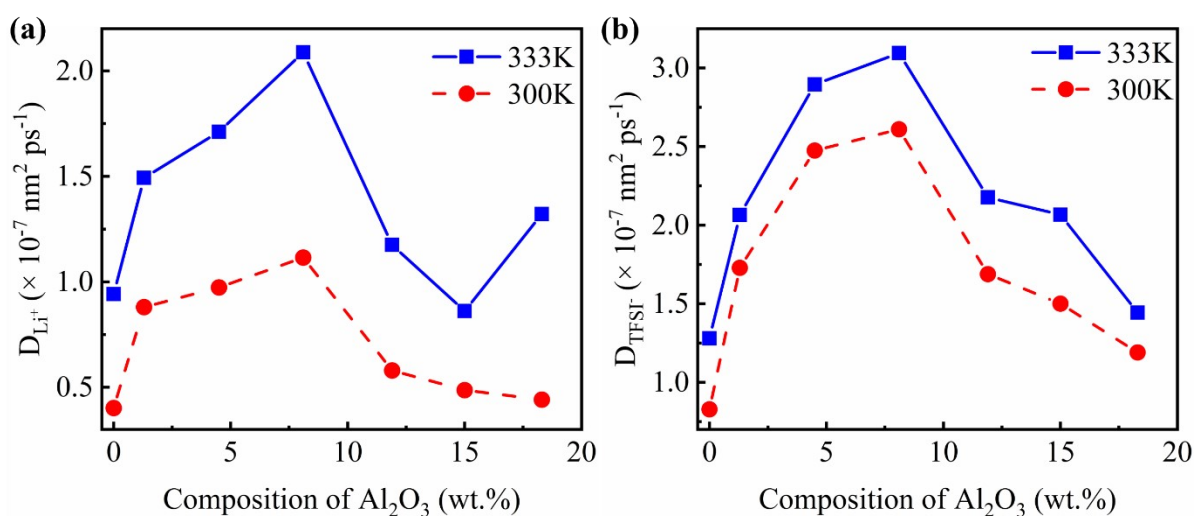 (a)
333K
300K
2.0
1.5
1.0
0.5
D_Li⁺ (× 10⁻⁷ nm² ps⁻¹)
0 5 10 15 20
Composition of Al₂O₃ (wt.%)
(b)
333K
300K
3.0
2.5
2.0
1.5
1.0
D_TFSI⁻ (× 10⁻⁷ nm² ps⁻¹)
0 5 10 15 20
Composition of Al₂O₃ (wt.%)